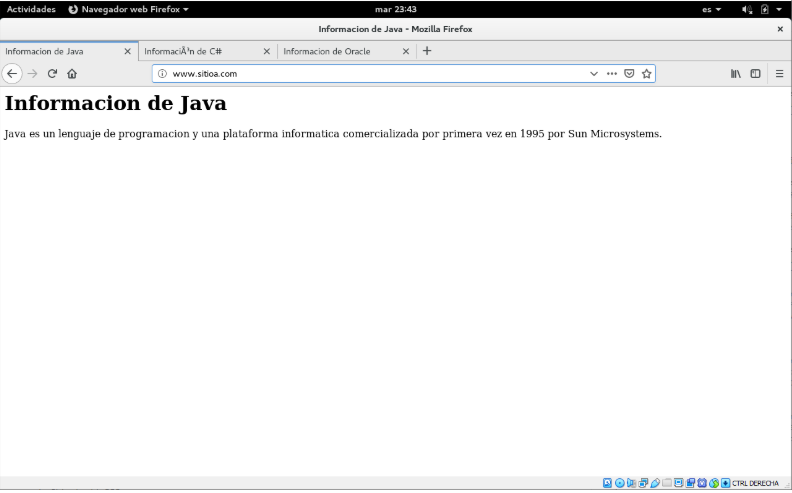 Actividades Navegador web Firefox mar 23:43 es
Informacion de Java - Mozilla Firefox
Informacion de Java InformaciÃ³n de C# Informacion de Oracle
www.sitioa.com
Informacion de Java
Java es un lenguaje de programacion y una plataforma informatica comercializada por primera vez en 1995 por Sun Microsystems.
CTRL DERECHA